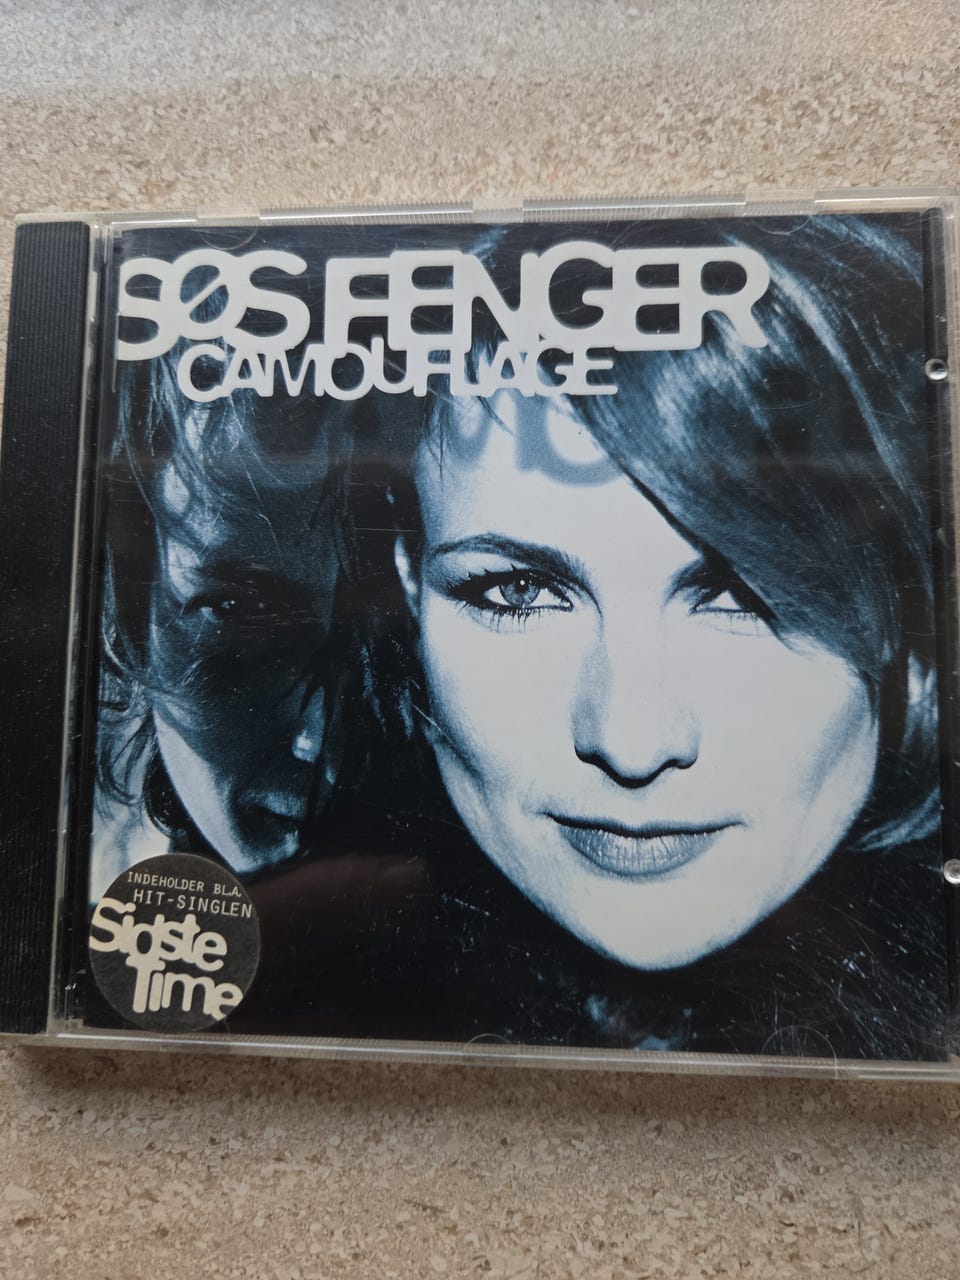 SØS FENGER
CAMOUFLAGE
INDEHOLDER BL.A.
HIT-SINGLEN
Sidste
Time